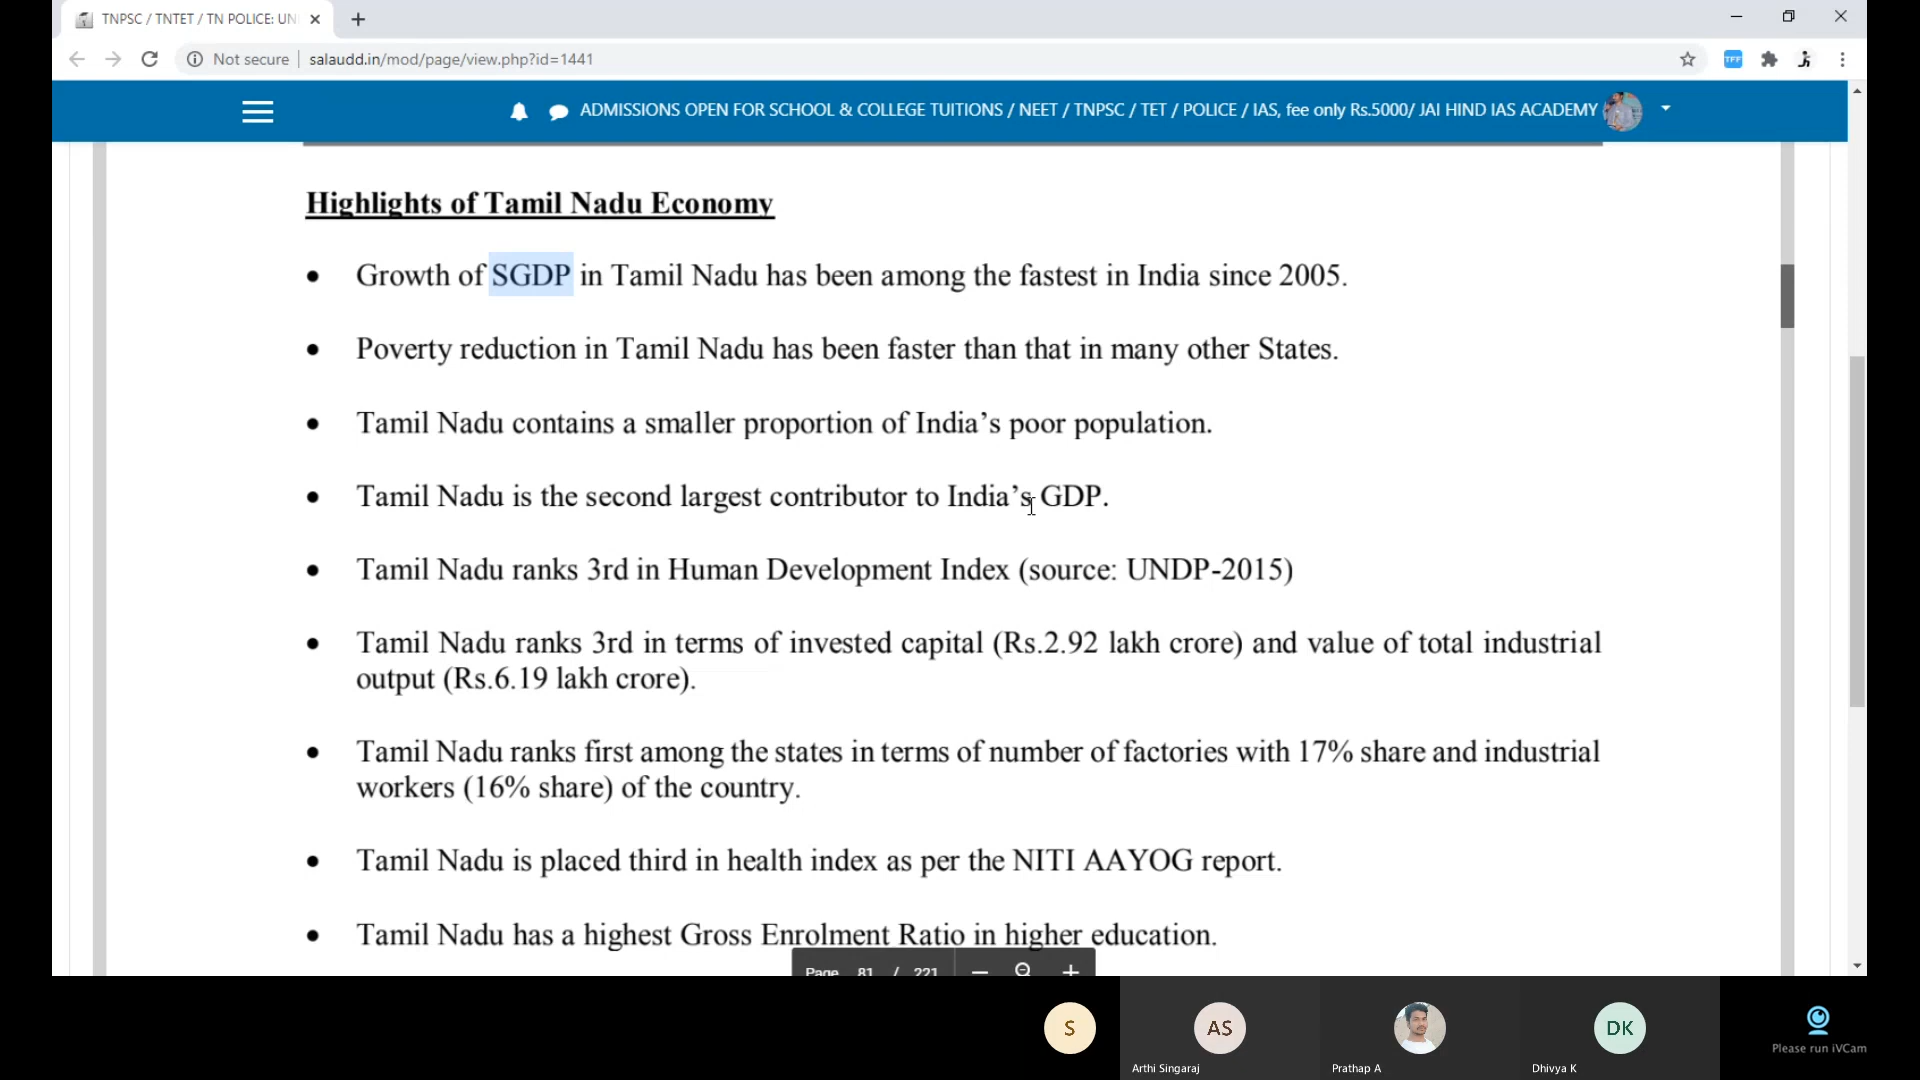 TNPSC / TNTET / TN POLICE: UN
Not secure
salaudd.in/mod/page/view.php?id=1441
TFF
ADMISSIONS OPEN FOR SCHOOL & COLLEGE TUITIONS / NEET / TNPSC / TET / POLICE / IAS, fee only Rs.5000/ JAI HIND IAS ACADEMY
Highlights of Tamil Nadu Economy
• Growth of SGDP in Tamil Nadu has been among the fastest in India since 2005.
• Poverty reduction in Tamil Nadu has been faster than that in many other States.
• Tamil Nadu contains a smaller proportion of India’s poor population.
• Tamil Nadu is the second largest contributor to India’s GDP.
• Tamil Nadu ranks 3rd in Human Development Index (source: UNDP-2015)
• Tamil Nadu ranks 3rd in terms of invested capital (Rs.2.92 lakh crore) and value of total industrial
output (Rs.6.19 lakh crore).
• Tamil Nadu ranks first among the states in terms of number of factories with 17% share and industrial
workers (16% share) of the country.
• Tamil Nadu is placed third in health index as per the NITI AAYOG report.
• Tamil Nadu has a highest Gross Enrolment Ratio in higher education.
Page 81 / 221
S
AS
DK
Arthi Singaraj
Prathap A
Dhivya K
Please run iVCam